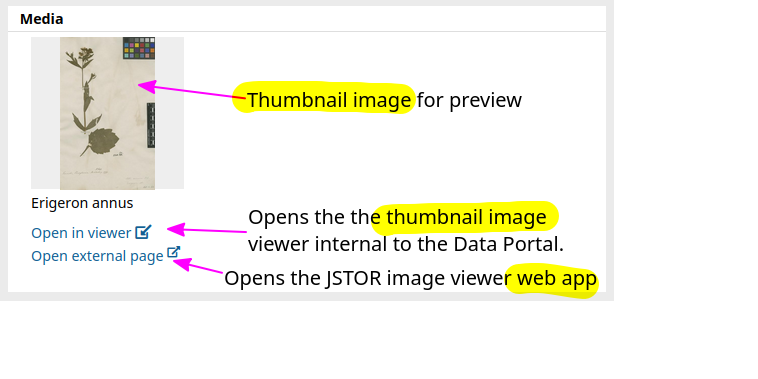 Media
Thumbnail image for preview
Erigeron annus
Opens the the thumbnail image
viewer internal to the Data Portal.
Open in viewer
Open external page
Opens the JSTOR image viewer web app